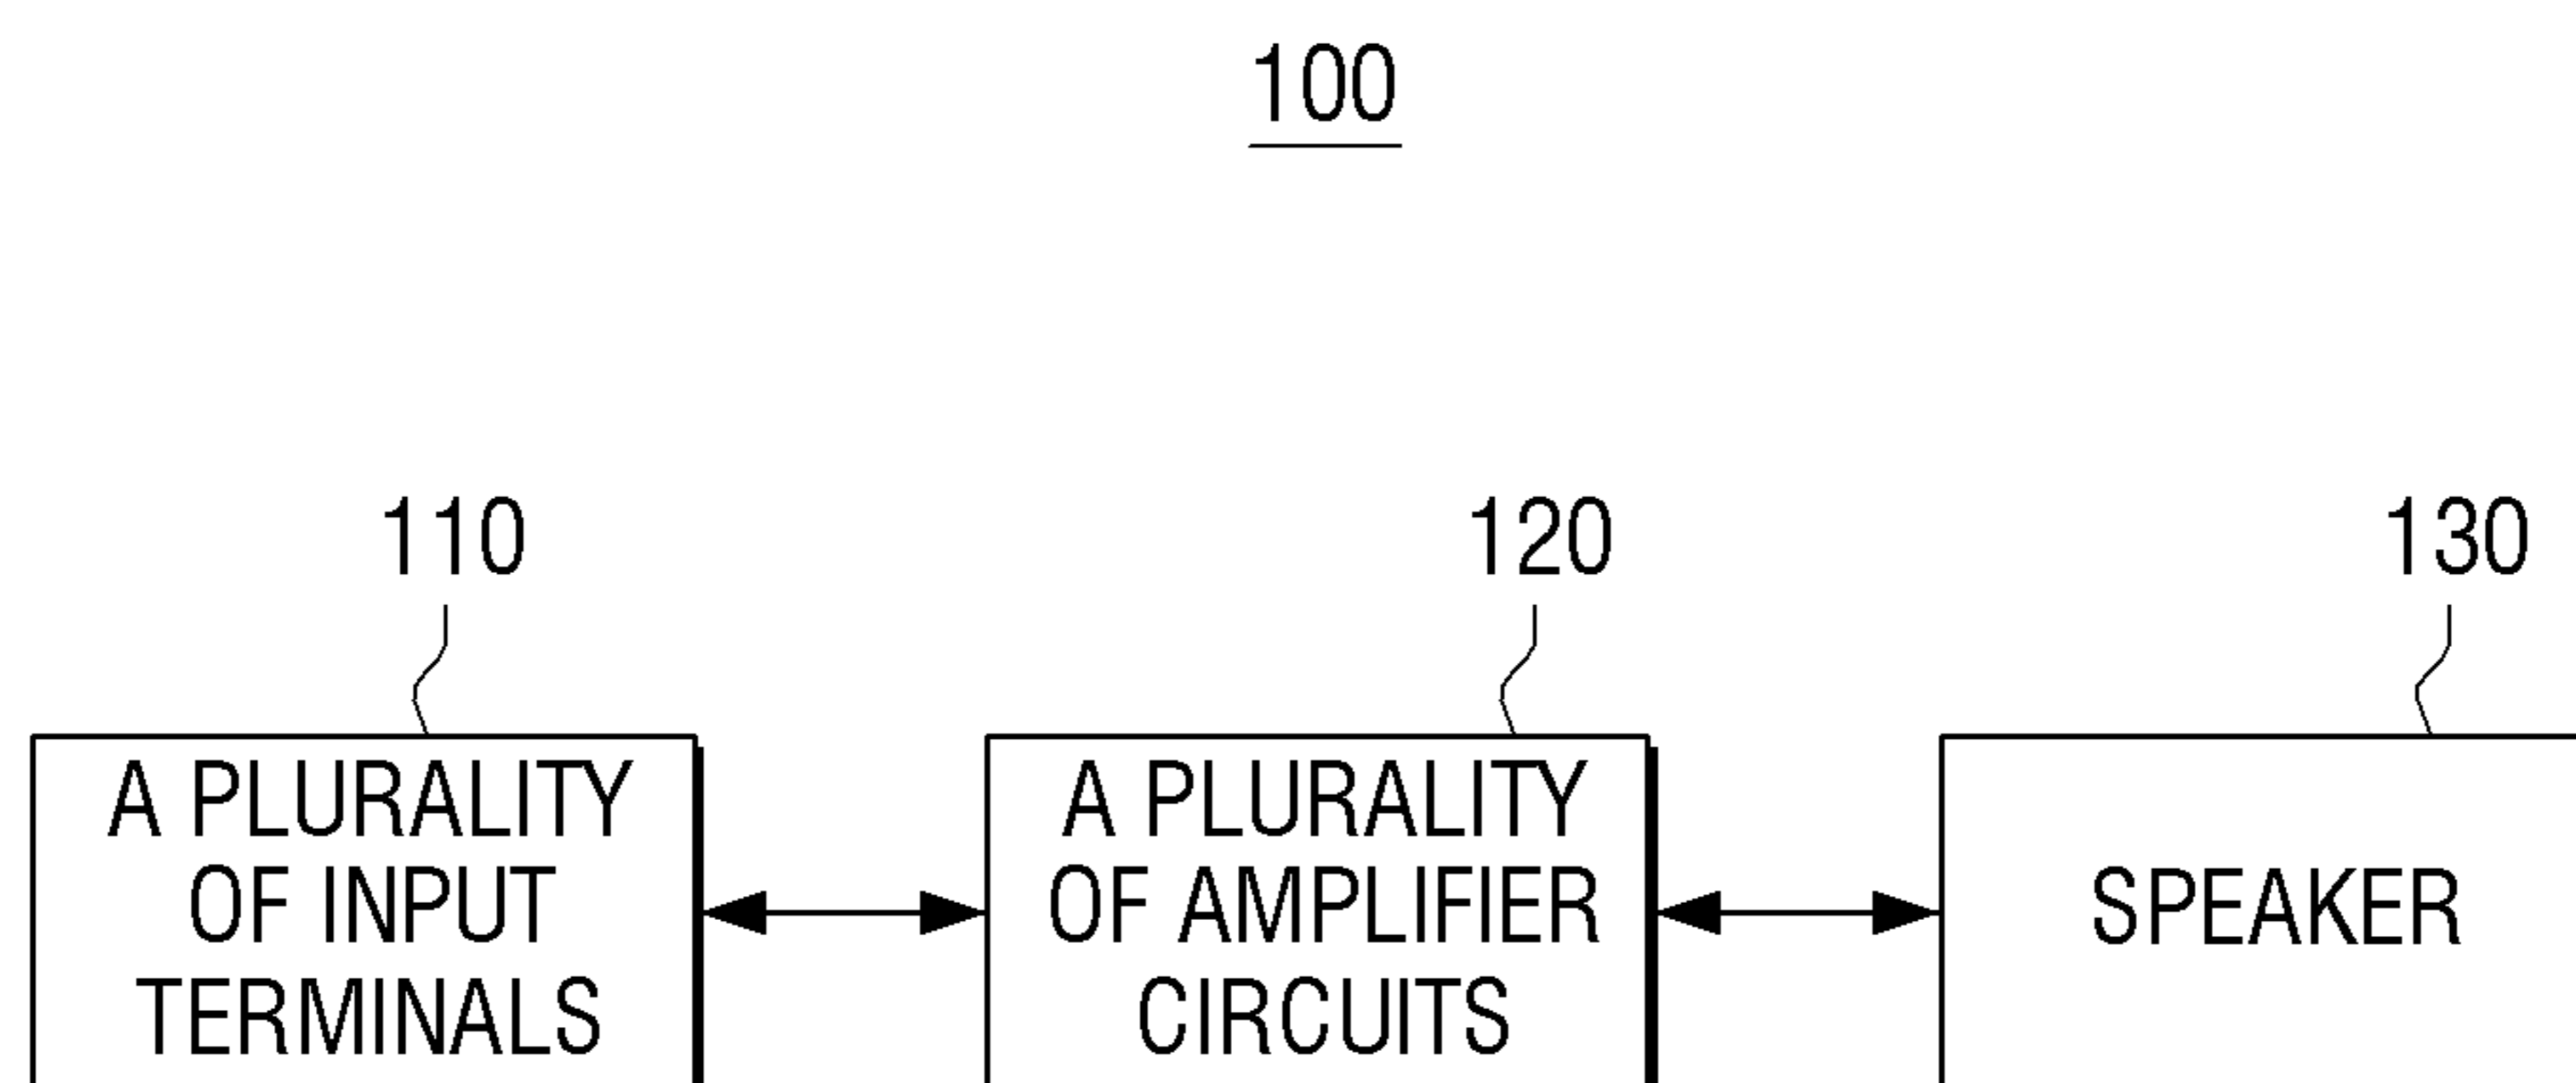 100
110
120
130
A PLURALITY
OF INPUT
TERMINALS
A PLURALITY
OF AMPLIFIER
CIRCUITS
SPEAKER